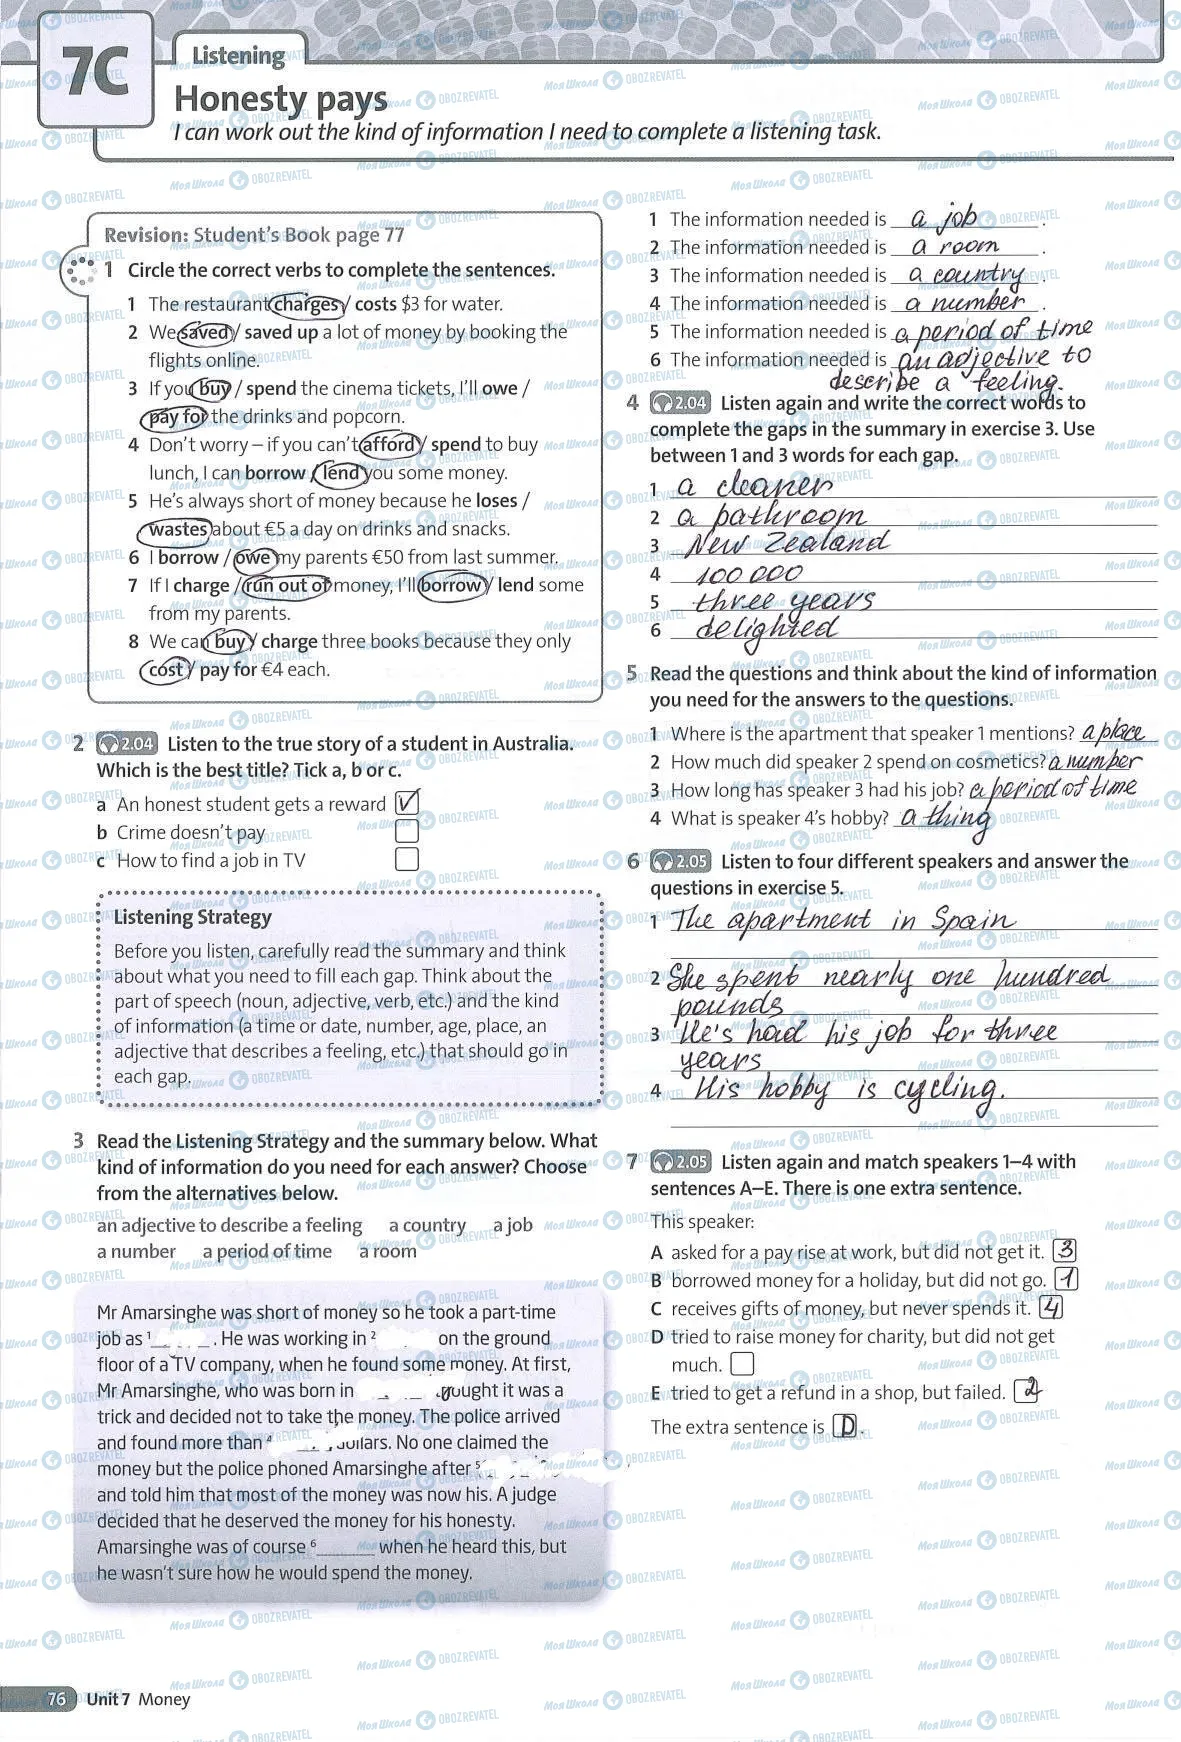 7C
Listening
Honesty pays
I can work out the kind of information I need to complete a listening task.
Revision: Student's Book page 77
1 Circle the correct verbs to complete the sentences.
1 The restaurant charges / costs $3 for water.
2 We saved / saved up a lot of money by booking the
flights online.
3 If you buy / spend the cinema tickets, I'll owe /
pay for the drinks and popcorn.
4 Don't worry – if you can't afford / spend to buy
lunch, I can borrow / lend you some money.
5 He's always short of money because he loses /
wastes about €5 a day on drinks and snacks.
6 I borrow / owe my parents €50 from last summer.
7 If I charge / run out of money, I'll borrow / lend some
from my parents.
8 We can buy / charge three books because they only
cost / pay for €4 each.
2 2.04 Listen to the true story of a student in Australia.
Which is the best title? Tick a, b or c.
a An honest student gets a reward ✓
b Crime doesn't pay
c How to find a job in TV
Listening Strategy
Before you listen, carefully read the summary and think
about what you need to fill each gap. Think about the
part of speech (noun, adjective, verb, etc.) and the kind
of information (a time or date, number, age, place, an
adjective that describes a feeling, etc.) that should go in
each gap.
3 Read the Listening Strategy and the summary below. What
kind of information do you need for each answer? Choose
from the alternatives below.
an adjective to describe a feeling a country a job
a number a period of time a room
Mr Amarsinghe was short of money so he took a part-time
job as 1 . He was working in 2 on the ground
floor of a TV company, when he found some money. At first,
Mr Amarsinghe, who was born in ought it was a
trick and decided not to take the money. The police arrived
and found more than 4 dollars. No one claimed the
money but the police phoned Amarsinghe after 5
and told him that most of the money was now his. A judge
decided that he deserved the money for his honesty.
Amarsinghe was of course 6 ______ when he heard this, but
he wasn't sure how he would spend the money.
1 The information needed is a job .
2 The information needed is a room .
3 The information needed is a country .
4 The information needed is a number .
5 The information needed is a period of time
6 The information needed is an adjective to
describe a feeling.
4 2.04 Listen again and write the correct words to
complete the gaps in the summary in exercise 3. Use
between 1 and 3 words for each gap.
1 a cleaner
2 a bathroom
3 New Zealand
4 100 000
5 three years
6 delighted
5 Read the questions and think about the kind of information
you need for the answers to the questions.
1 Where is the apartment that speaker 1 mentions? a place
2 How much did speaker 2 spend on cosmetics? a number
3 How long has speaker 3 had his job? a period of time
4 What is speaker 4's hobby? a thing
6 2.05 Listen to four different speakers and answer the
questions in exercise 5.
1 The apartment in Spain
2 She spent nearly one hundred
pounds
3 He's had his job for three
years
4 His hobby is cycling.
7 2.05 Listen again and match speakers 1–4 with
sentences A–E. There is one extra sentence.
This speaker:
A asked for a pay rise at work, but did not get it. 3
B borrowed money for a holiday, but did not go. 1
C receives gifts of money, but never spends it. 4
D tried to raise money for charity, but did not get
much.
E tried to get a refund in a shop, but failed. 2
The extra sentence is D .
76 Unit 7 Money
Моя Школа OBOZREVATEL